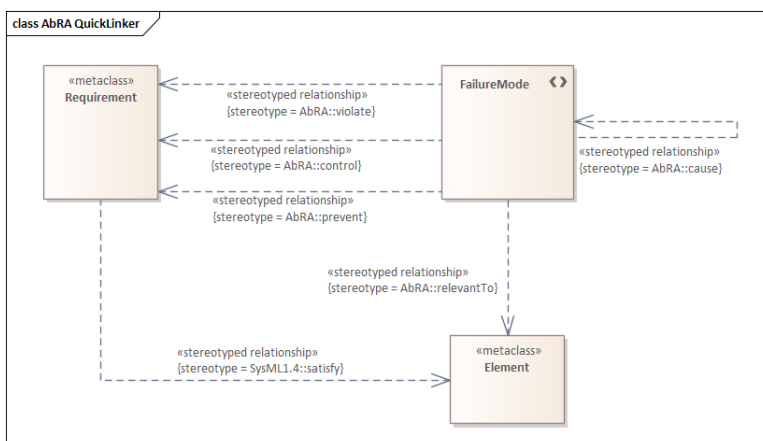 class AbRA QuickLinker
«metaclass»
Requirement
FailureMode
«stereotyped relationship»
{stereotype = AbRA::violate}
«stereotyped relationship»
{stereotype = AbRA::control}
«stereotyped relationship»
{stereotype = AbRA::cause}
«stereotyped relationship»
{stereotype = AbRA::prevent}
«stereotyped relationship»
{stereotype = AbRA::relevantTo}
«stereotyped relationship»
{stereotype = SysML1.4::satisfy}
«metaclass»
Element